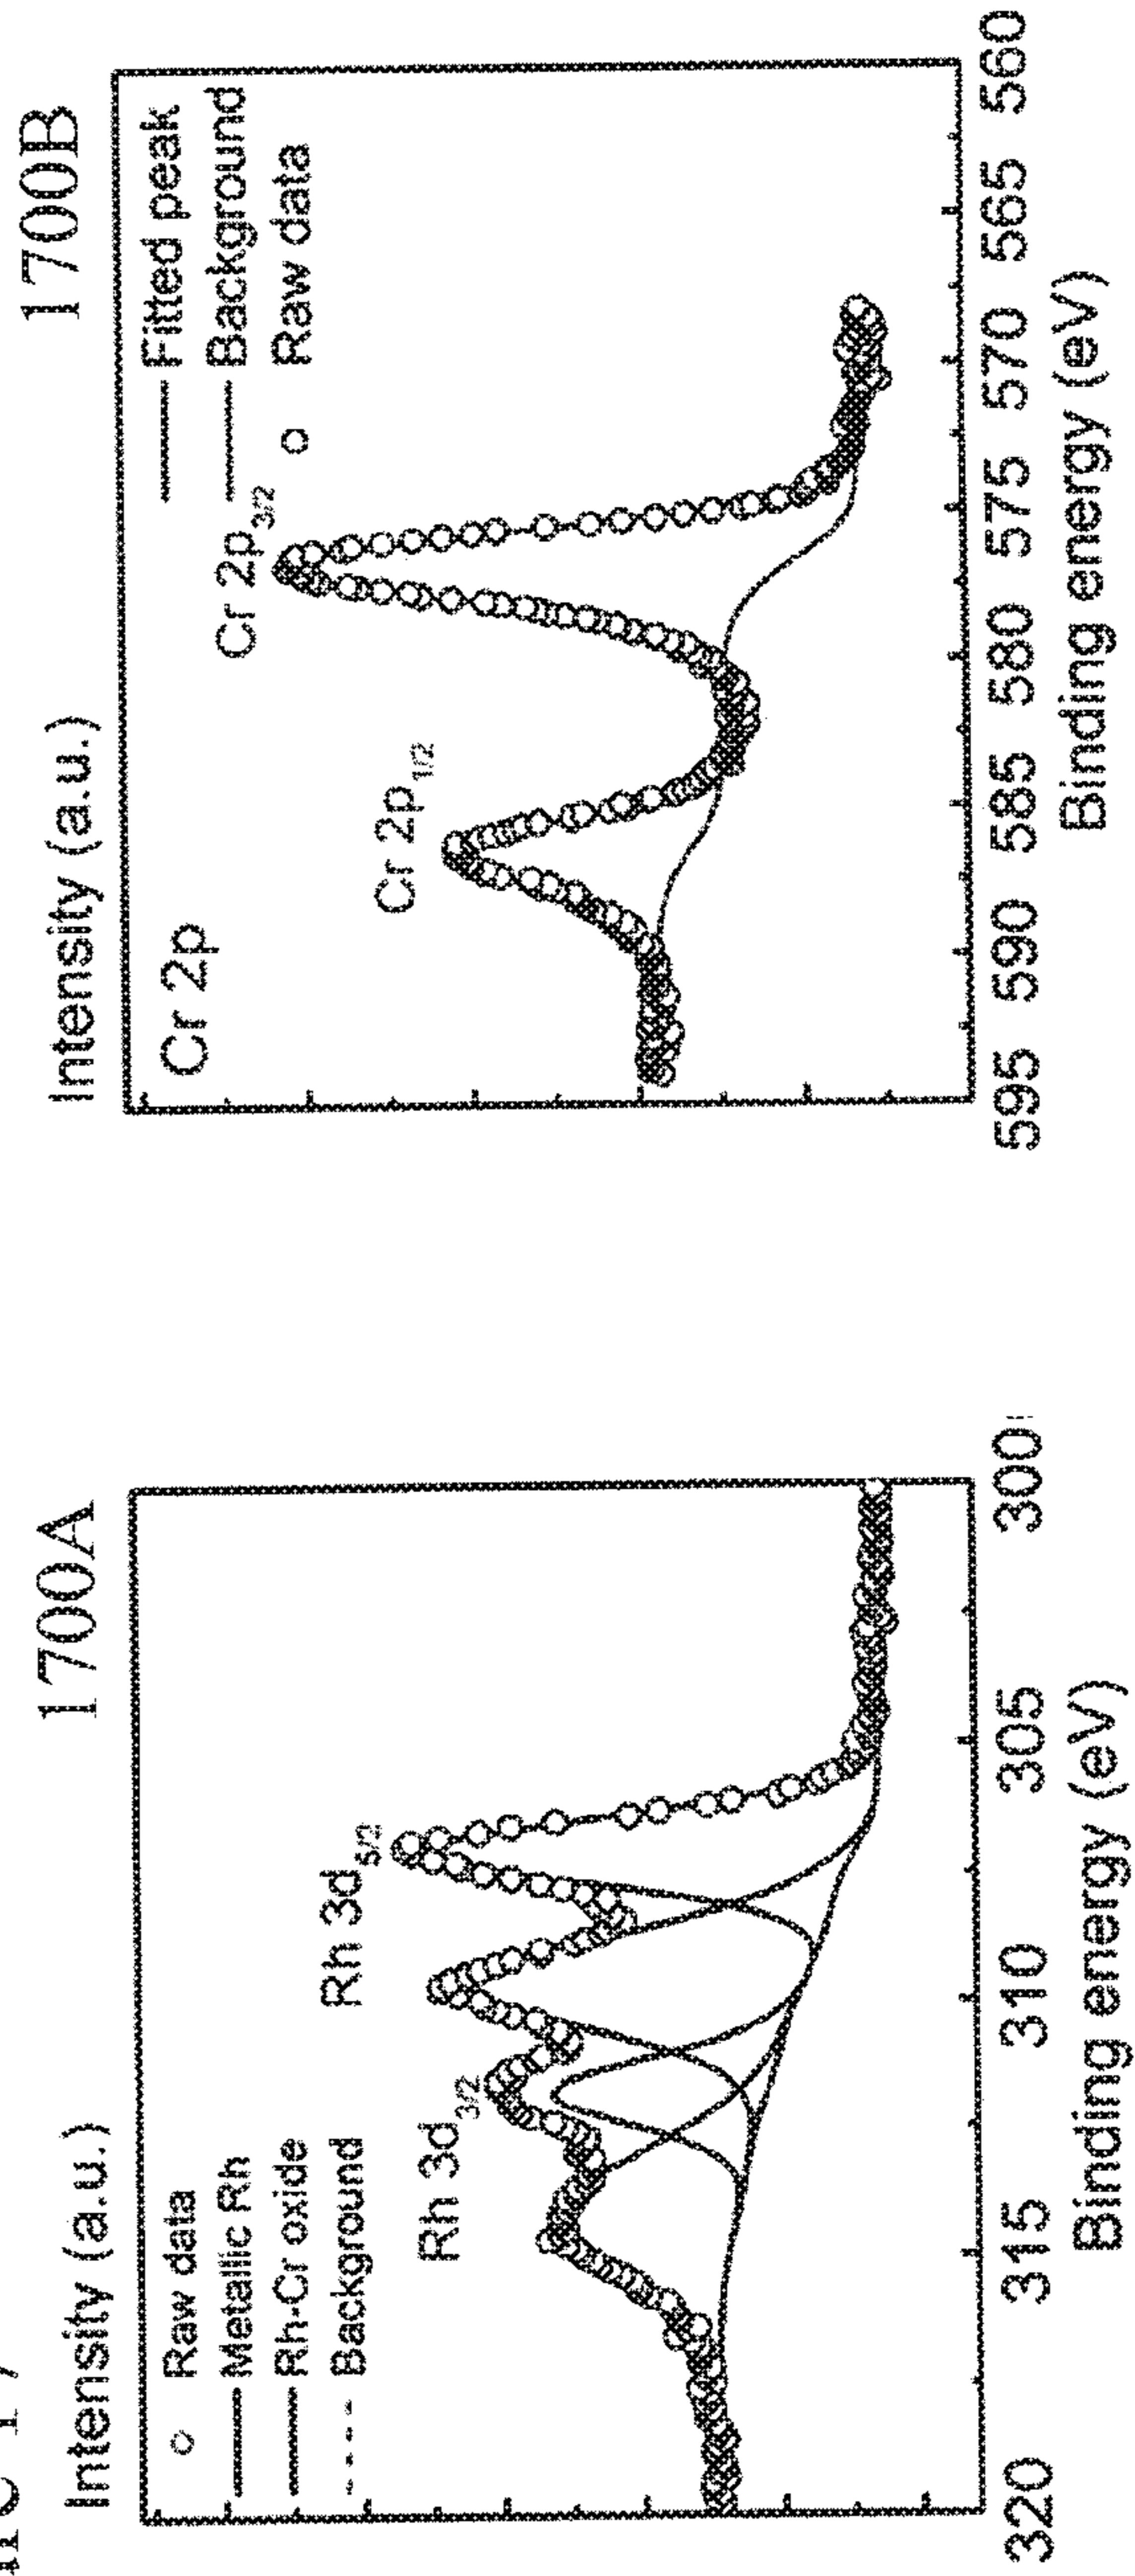 1700A
Intensity (a.u.)
Raw data
Metallic Rh
Rh-Cr oxide
Background
Rh 3d3/2
Rh 3d5/2
320 315 310 305 300
Binding energy (eV)
1700B
Intensity (a.u.)
Cr 2p
Cr 2p1/2
Cr 2p3/2
Fitted peak
Background
Raw data
595 590 585 580 575 570 565 560
Binding energy (eV)